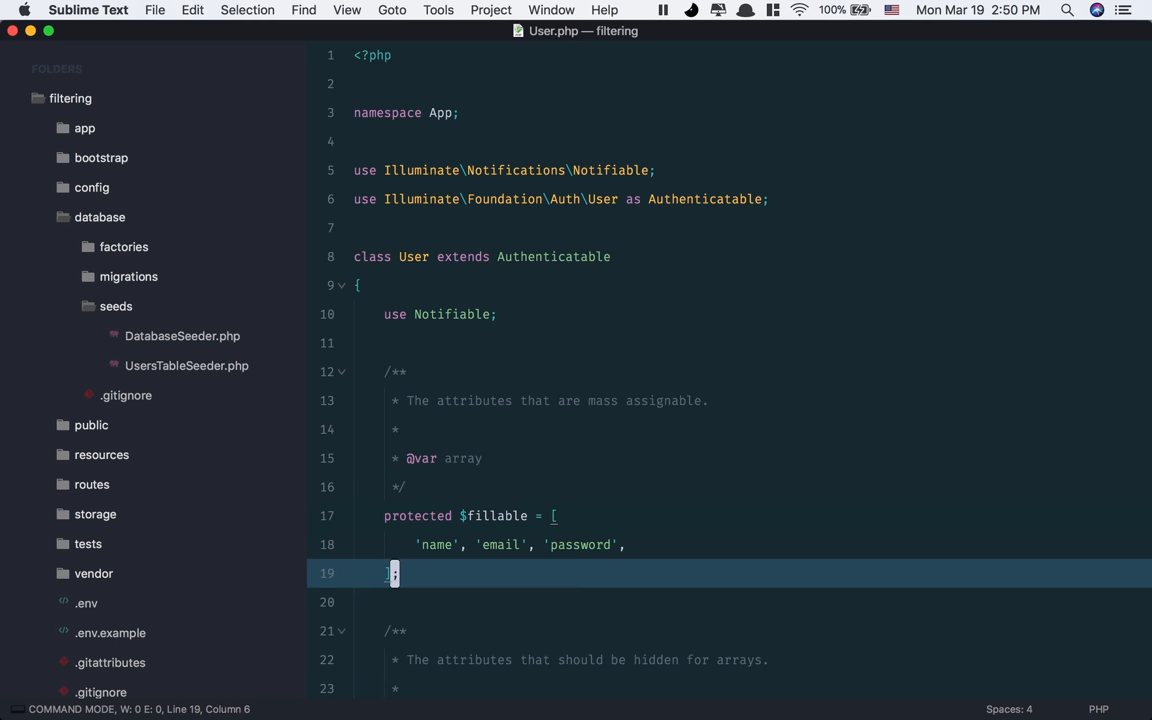 Sublime Text File Edit Selection Find View Goto Tools Project Window Help 100% Mon Mar 19 2:50 PM
User.php — filtering
FOLDERS
filtering
app
bootstrap
config
database
factories
migrations
seeds
DatabaseSeeder.php
UsersTableSeeder.php
.gitignore
public
resources
routes
storage
tests
vendor
.env
.env.example
.gitattributes
.gitignore
1 <?php
2
3 namespace App;
4
5 use Illuminate\Notifications\Notifiable;
6 use Illuminate\Foundation\Auth\User as Authenticatable;
7
8 class User extends Authenticatable
9 {
10 use Notifiable;
11
12 /**
13 * The attributes that are mass assignable.
14 *
15 * @var array
16 */
17 protected $fillable = [
18 'name', 'email', 'password',
19 ];
20
21 /**
22 * The attributes that should be hidden for arrays.
23 *
COMMAND MODE, W: 0 E: 0, Line 19, Column 6 Spaces: 4 PHP